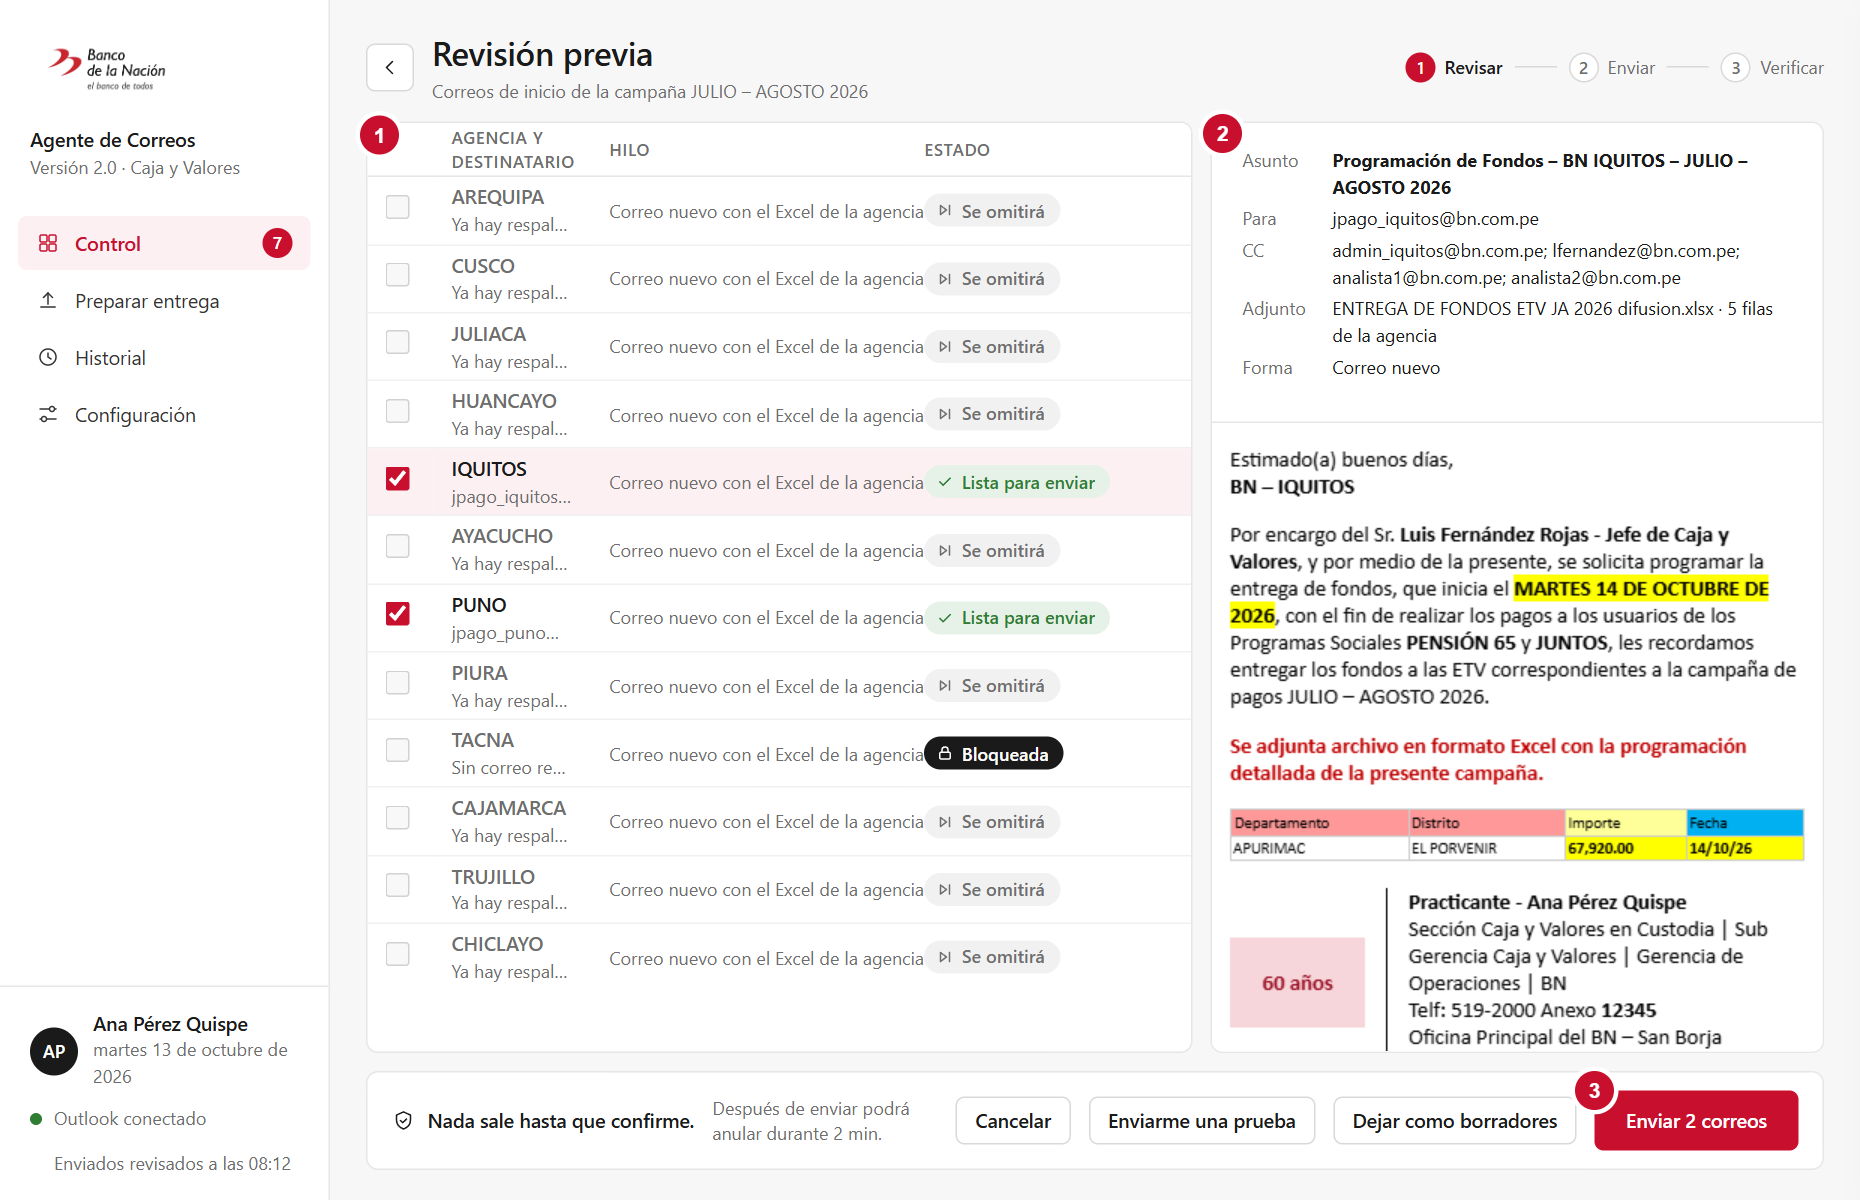 Banco
de la Nación
el banco de todos
Agente de Correos
Versión 2.0 · Caja y Valores
Control
7
Preparar entrega
Historial
Configuración
AP
Ana Pérez Quispe
martes 13 de octubre de
2026
Outlook conectado
Enviados revisados a las 08:12
Revisión previa
Correos de inicio de la campaña JULIO – AGOSTO 2026
1 Revisar
2 Enviar
3 Verificar
1
AGENCIA Y
DESTINATARIO
HILO
ESTADO
AREQUIPA
Ya hay respal...
Correo nuevo con el Excel de la agencia
Se omitirá
CUSCO
Ya hay respal...
Correo nuevo con el Excel de la agencia
Se omitirá
JULIACA
Ya hay respal...
Correo nuevo con el Excel de la agencia
Se omitirá
HUANCAYO
Ya hay respal...
Correo nuevo con el Excel de la agencia
Se omitirá
IQUITOS
jpago_iquitos...
Correo nuevo con el Excel de la agencia
Lista para enviar
AYACUCHO
Ya hay respal...
Correo nuevo con el Excel de la agencia
Se omitirá
PUNO
jpago_puno...
Correo nuevo con el Excel de la agencia
Lista para enviar
PIURA
Ya hay respal...
Correo nuevo con el Excel de la agencia
Se omitirá
TACNA
Sin correo re...
Correo nuevo con el Excel de la agencia
Bloqueada
CAJAMARCA
Ya hay respal...
Correo nuevo con el Excel de la agencia
Se omitirá
TRUJILLO
Ya hay respal...
Correo nuevo con el Excel de la agencia
Se omitirá
CHICLAYO
Ya hay respal...
Correo nuevo con el Excel de la agencia
Se omitirá
2
Asunto
Programación de Fondos – BN IQUITOS – JULIO –
AGOSTO 2026
Para
jpago_iquitos@bn.com.pe
CC
admin_iquitos@bn.com.pe; lfernandez@bn.com.pe;
analista1@bn.com.pe; analista2@bn.com.pe
Adjunto
ENTREGA DE FONDOS ETV JA 2026 difusion.xlsx · 5 filas
de la agencia
Forma
Correo nuevo
Estimado(a) buenos días,
BN – IQUITOS
Por encargo del Sr. Luis Fernández Rojas - Jefe de Caja y
Valores, y por medio de la presente, se solicita programar la
entrega de fondos, que inicia el MARTES 14 DE OCTUBRE DE
2026, con el fin de realizar los pagos a los usuarios de los
Programas Sociales PENSIÓN 65 y JUNTOS, les recordamos
entregar los fondos a las ETV correspondientes a la campaña de
pagos JULIO – AGOSTO 2026.
Se adjunta archivo en formato Excel con la programación
detallada de la presente campaña.
Departamento Distrito Importe Fecha
APURIMAC EL PORVENIR 67,920.00 14/10/26
60 años
Practicante - Ana Pérez Quispe
Sección Caja y Valores en Custodia | Sub
Gerencia Caja y Valores | Gerencia de
Operaciones | BN
Telf: 519-2000 Anexo 12345
Oficina Principal del BN – San Borja
Nada sale hasta que confirme.
Después de enviar podrá
anular durante 2 min.
Cancelar
Enviarme una prueba
Dejar como borradores
3
Enviar 2 correos